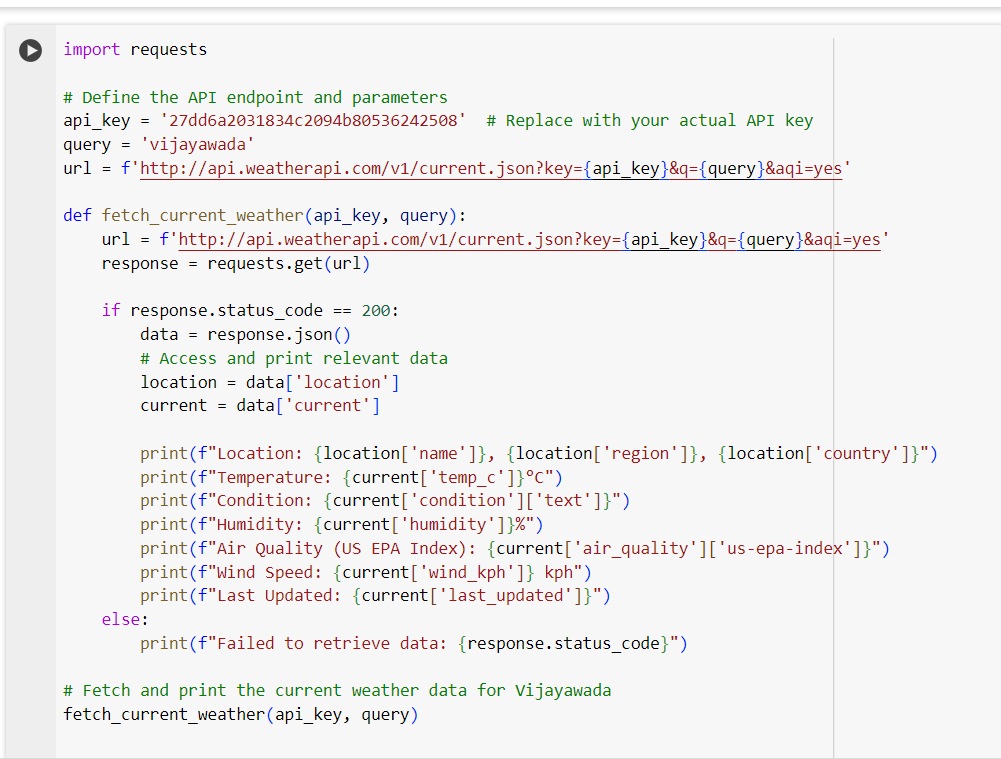 import requests
# Define the API endpoint and parameters
api_key = '27dd6a2031834c2094b80536242508'  # Replace with your actual API key
query = 'vijayawada'
url = f'http://api.weatherapi.com/v1/current.json?key={api_key}&q={query}&aqi=yes'
def fetch_current_weather(api_key, query):
    url = f'http://api.weatherapi.com/v1/current.json?key={api_key}&q={query}&aqi=yes'
    response = requests.get(url)
    if response.status_code == 200:
        data = response.json()
        # Access and print relevant data
        location = data['location']
        current = data['current']
        print(f"Location: {location['name']}, {location['region']}, {location['country']}")
        print(f"Temperature: {current['temp_c']}°C")
        print(f"Condition: {current['condition']['text']}")
        print(f"Humidity: {current['humidity']}%")
        print(f"Air Quality (US EPA Index): {current['air_quality']['us-epa-index']}")
        print(f"Wind Speed: {current['wind_kph']} kph")
        print(f"Last Updated: {current['last_updated']}")
    else:
        print(f"Failed to retrieve data: {response.status_code}")
# Fetch and print the current weather data for Vijayawada
fetch_current_weather(api_key, query)